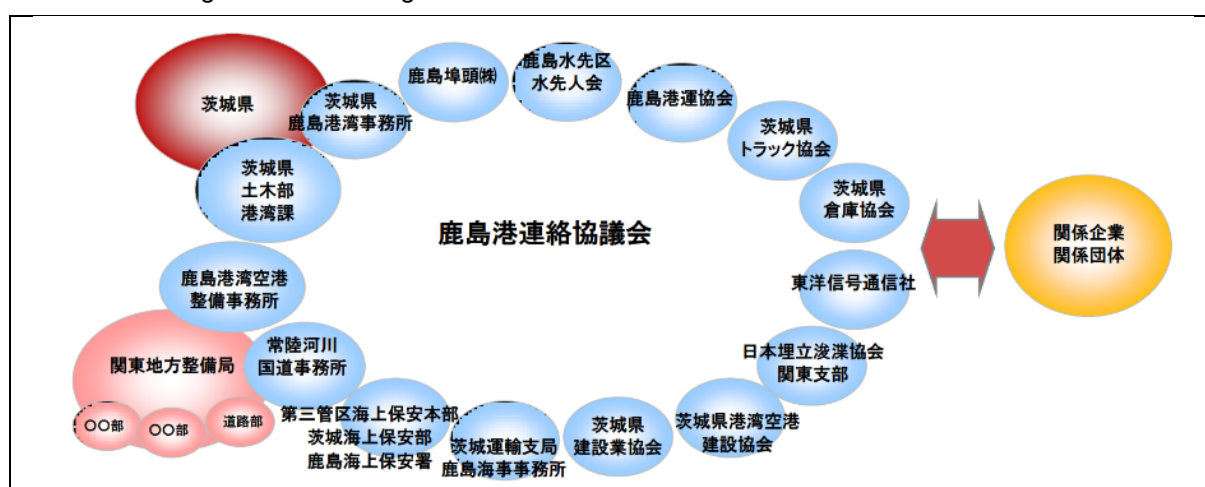 茨城県
茨城県
鹿島港湾事務所
鹿島埠頭㈱
鹿島水先区
水先人会
鹿島港運協会
茨城県
トラック協会
茨城県
倉庫協会
茨城県
土木部
港湾課
鹿島港連絡協議会
関係企業
関係団体
鹿島港湾空港
整備事務所
東洋信号通信社
関東地方整備局
常陸河川
国道事務所
日本埋立浚渫協会
関東支部
〇〇部
〇〇部
道路部
第三管区海上保安本部
茨城海上保安部
鹿島海上保安署
茨城運輸支局
鹿島海事事務所
茨城県
建設業協会
茨城県港湾空港
建設協会